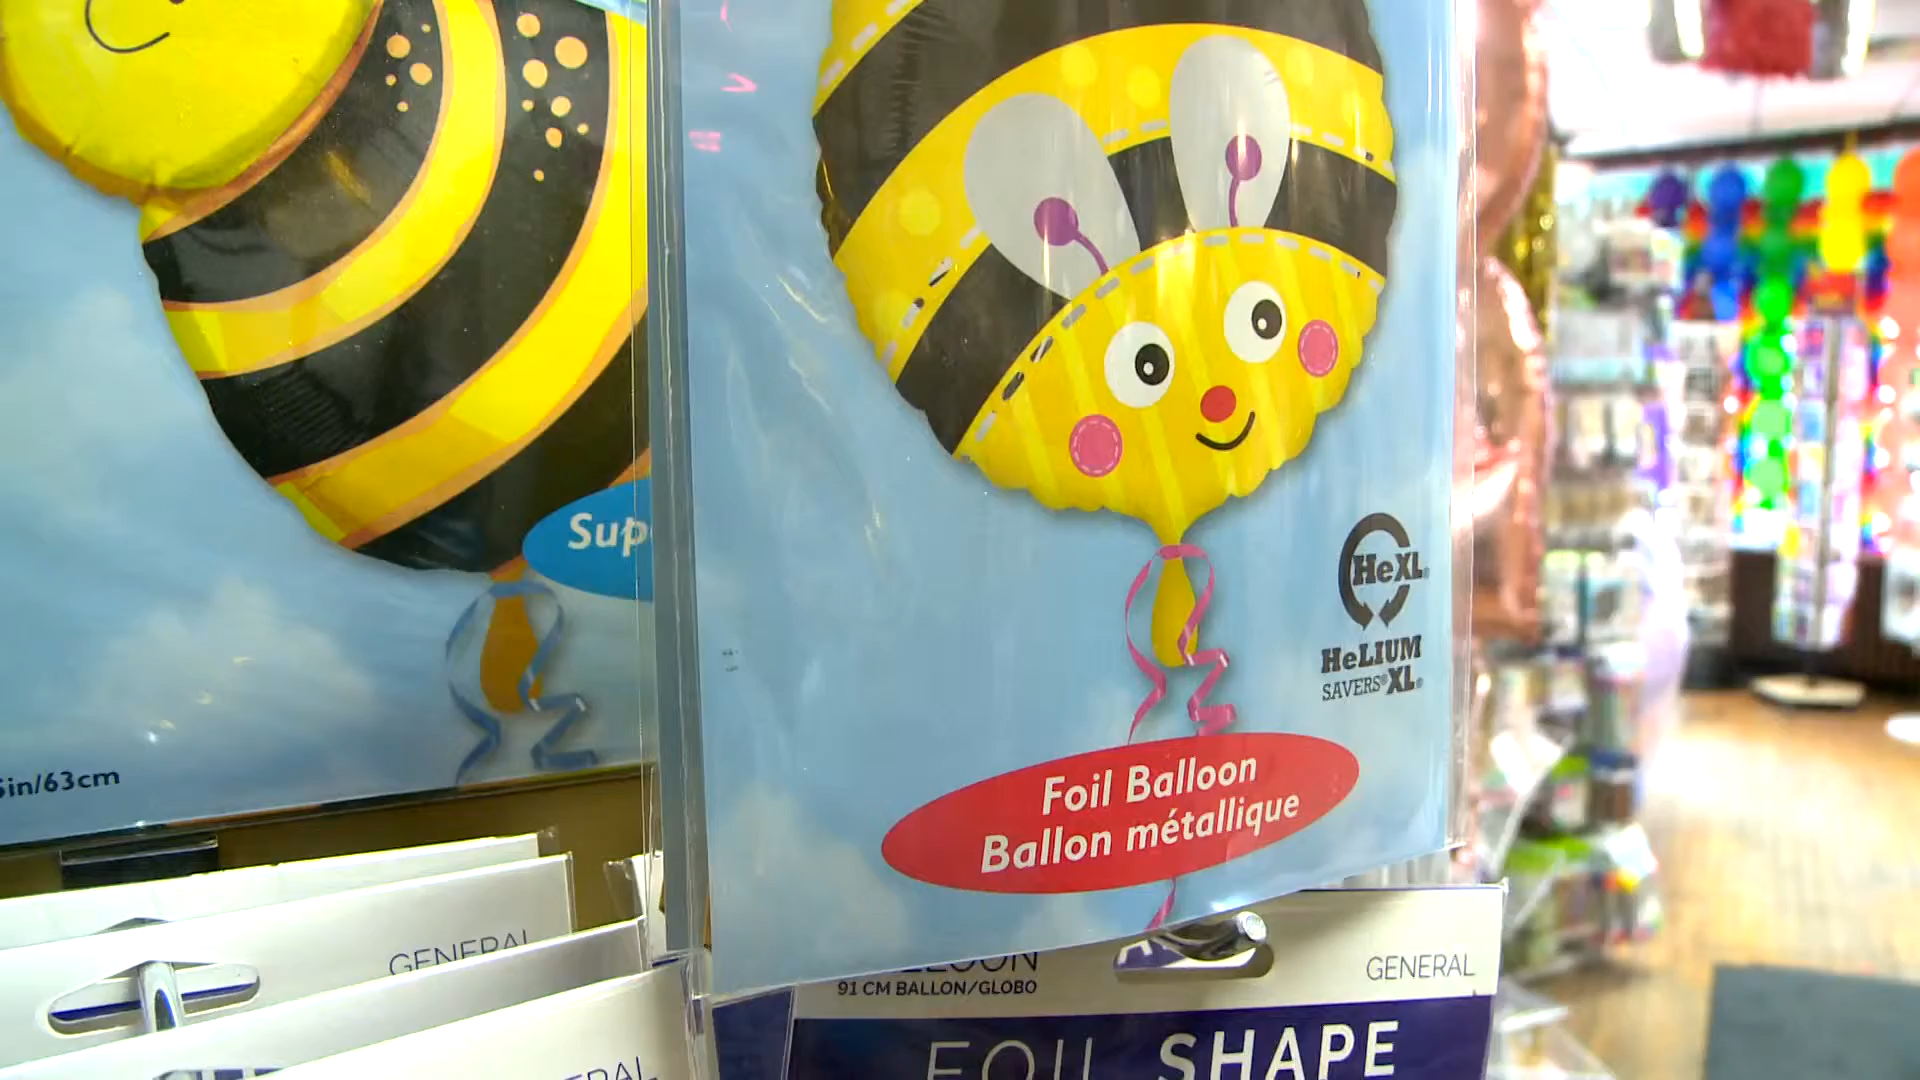 Sup
5in/63cm
HeXL®
HeLIUM
SAVERS® XL®
Foil Balloon
Ballon métallique
GENERAL
91 CM BALLON/GLOBO
GENERAL
FOIL SHAPE